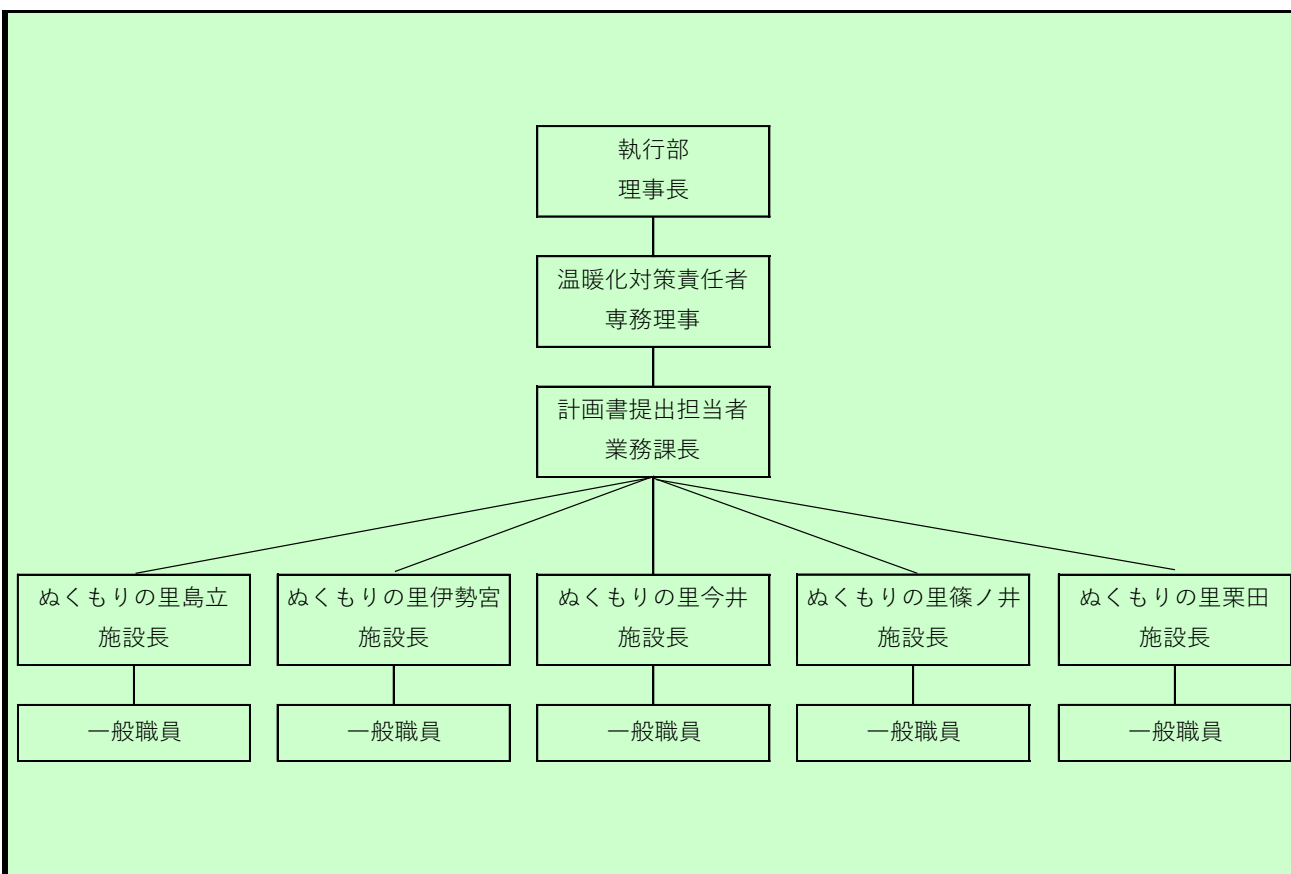 執行部
理事長
温暖化対策責任者
専務理事
計画書提出担当者
業務課長
ぬくもりの里島立
施設長
ぬくもりの里伊勢宮
施設長
ぬくもりの里今井
施設長
ぬくもりの里篠ノ井
施設長
ぬくもりの里栗田
施設長
一般職員
一般職員
一般職員
一般職員
一般職員